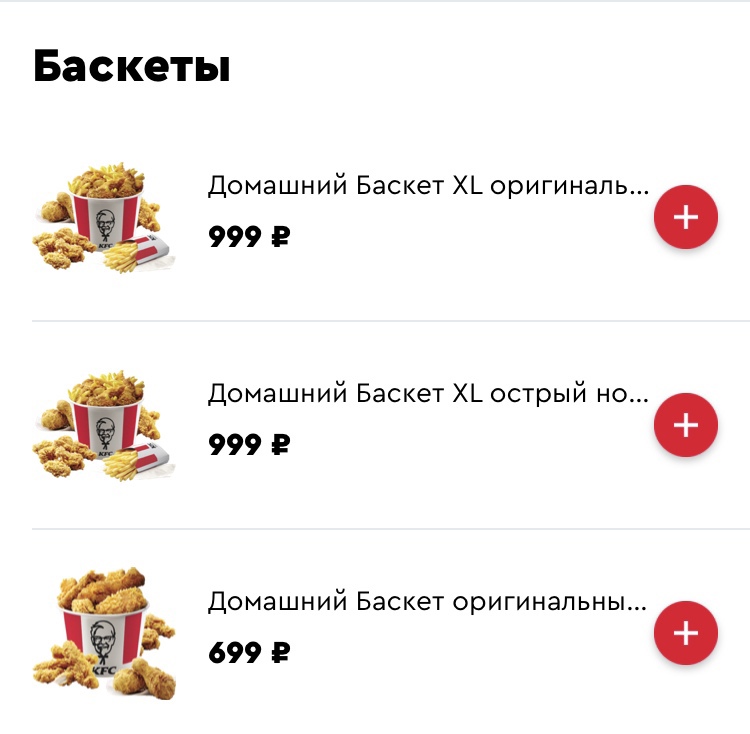 Баскеты
Домашний Баскет XL оригиналь...
999 ₽
KFC
Домашний Баскет XL острый но...
999 ₽
KFC
Домашний Баскет оригинальны...
699 ₽
KFC